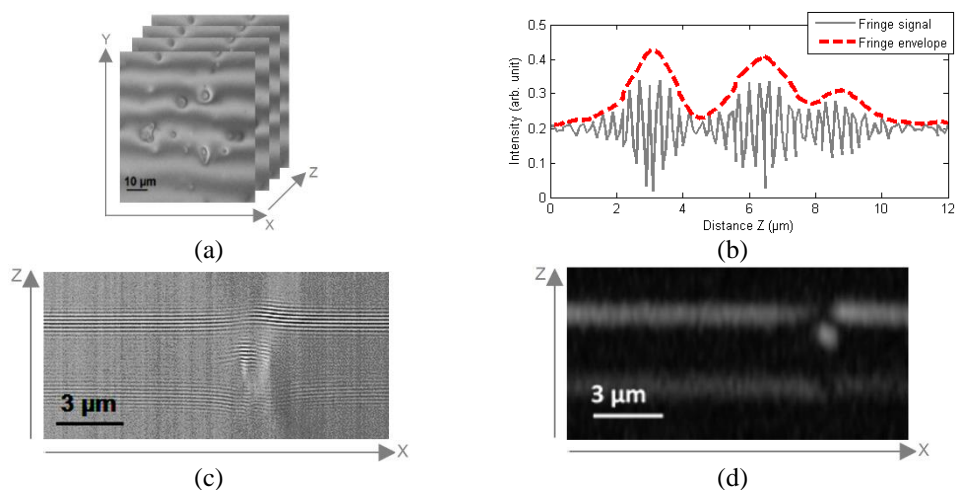 Y
Z
X
10 µm
(a)
Fringe signal
Fringe envelope
Intensity (arb. unit)
0.5
0.4
0.3
0.2
0.1
0
0 2 4 6 8 10 12
Distance Z (µm)
(b)
Z
3 µm
X
(c)
Z
3 µm
X
(d)